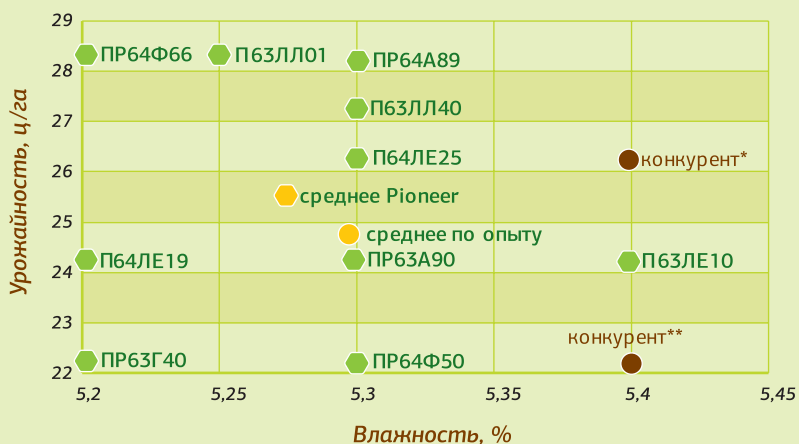 29
ПР64Ф66
П63ЛЛ01
ПР64А89
28
П63ЛЛ40
27
П64ЛЕ25
конкурент*
26
среднее Pioneer
25
среднее по опыту
П64ЛЕ19
ПР63А90
П63ЛЕ10
24
23
конкурент**
ПР63Г40
ПР64Ф50
22
5,2
5,25
5,3
5,35
5,4
5,45
Урожайность, ц/га
Влажность, %